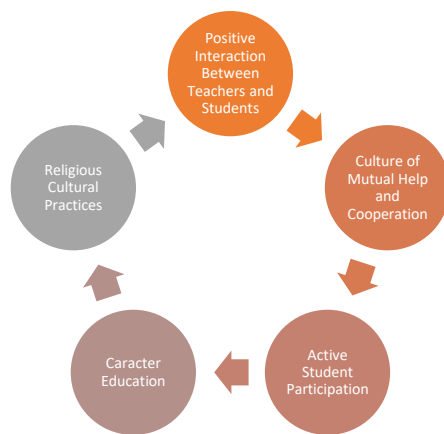 Positive
Interaction
Between
Teachers and
Students
Culture of
Mutual Help
and
Cooperation
Active
Student
Participation
Caracter
Education
Religious
Cultural
Practices